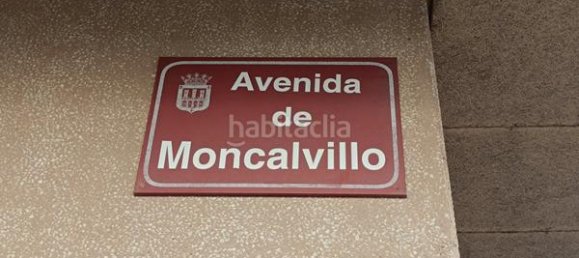 Avenida
de
habitaclia
Moncalvillo